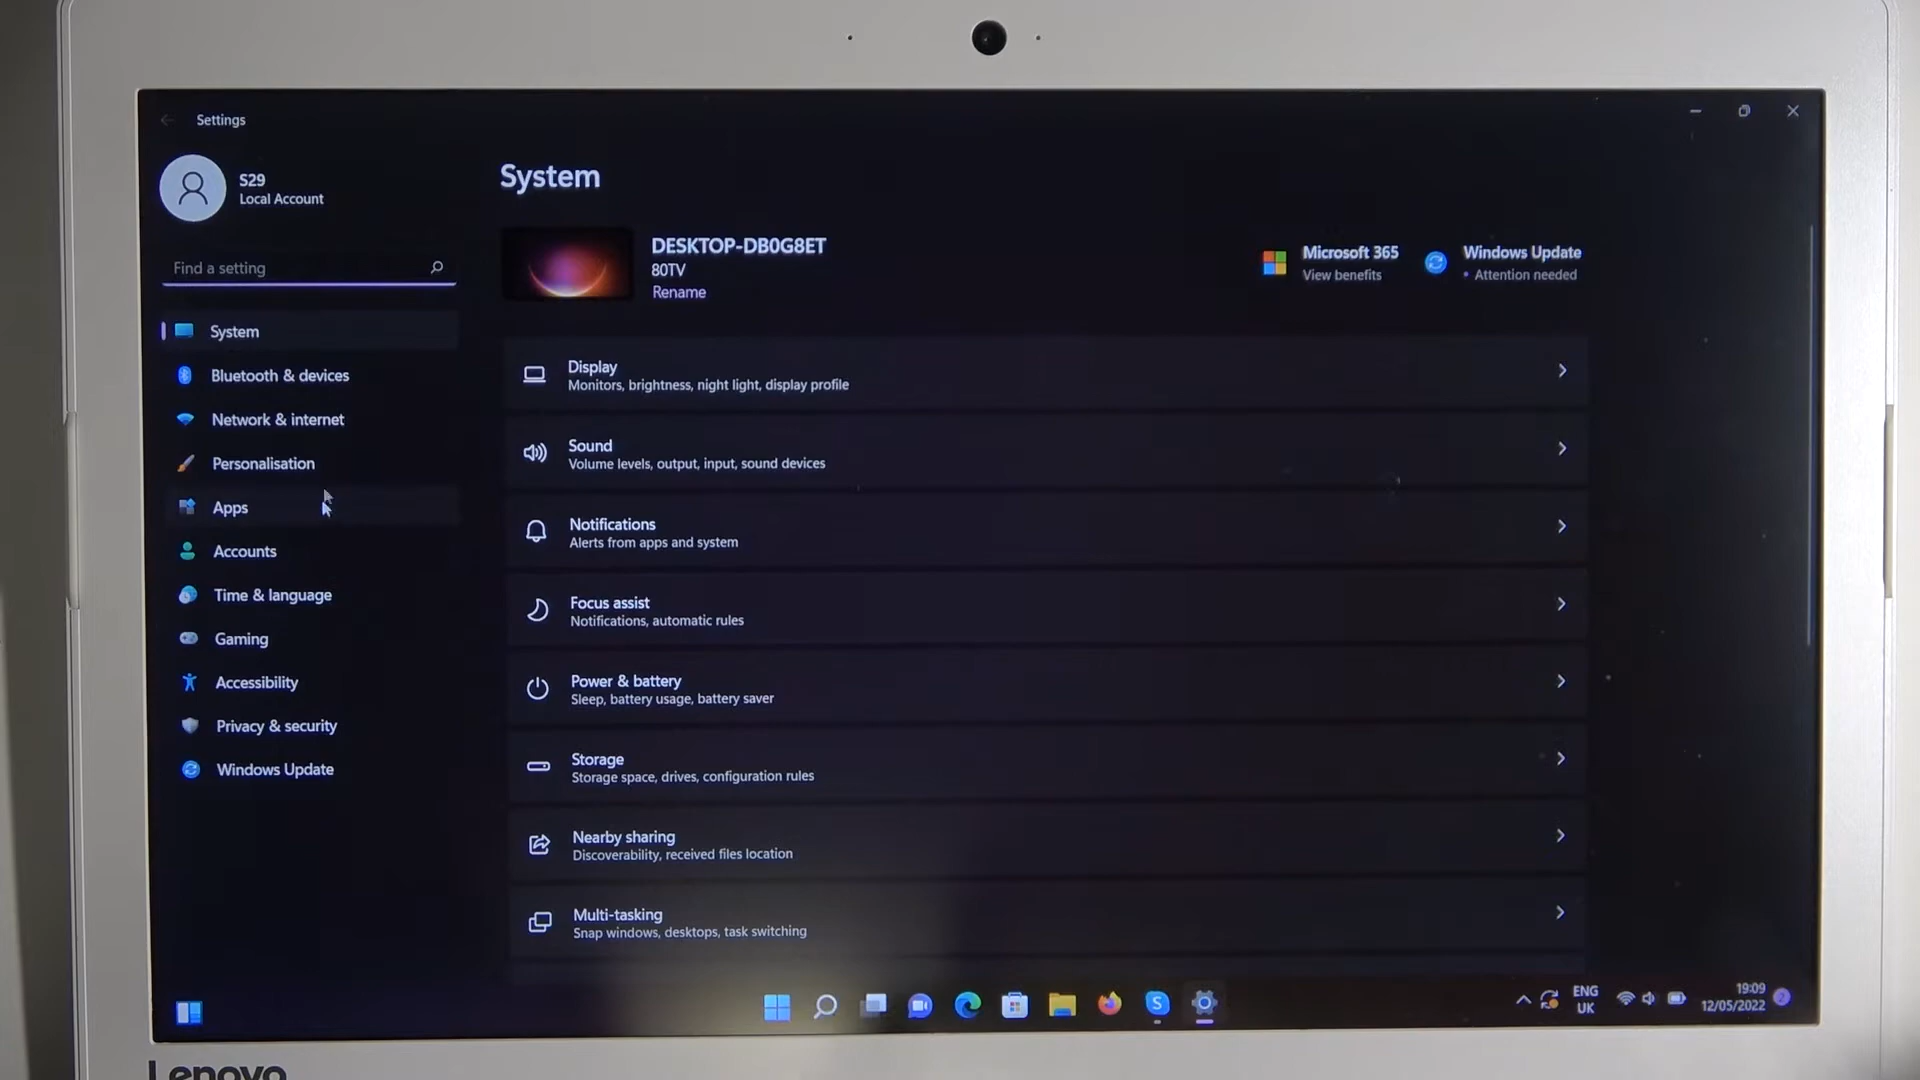 Settings
S29
Local Account
Find a setting
System
Bluetooth & devices
Network & internet
Personalisation
Apps
Accounts
Time & language
Gaming
Accessibility
Privacy & security
Windows Update
System
DESKTOP-DB0G8ET
80TV
Rename
Microsoft 365
View benefits
Windows Update
• Attention needed
Display
Monitors, brightness, night light, display profile
Sound
Volume levels, output, input, sound devices
Notifications
Alerts from apps and system
Focus assist
Notifications, automatic rules
Power & battery
Sleep, battery usage, battery saver
Storage
Storage space, drives, configuration rules
Nearby sharing
Discoverability, received files location
Multi-tasking
Snap windows, desktops, task switching
S
ENG
UK
19:09
12/05/2022
2
Lenovo